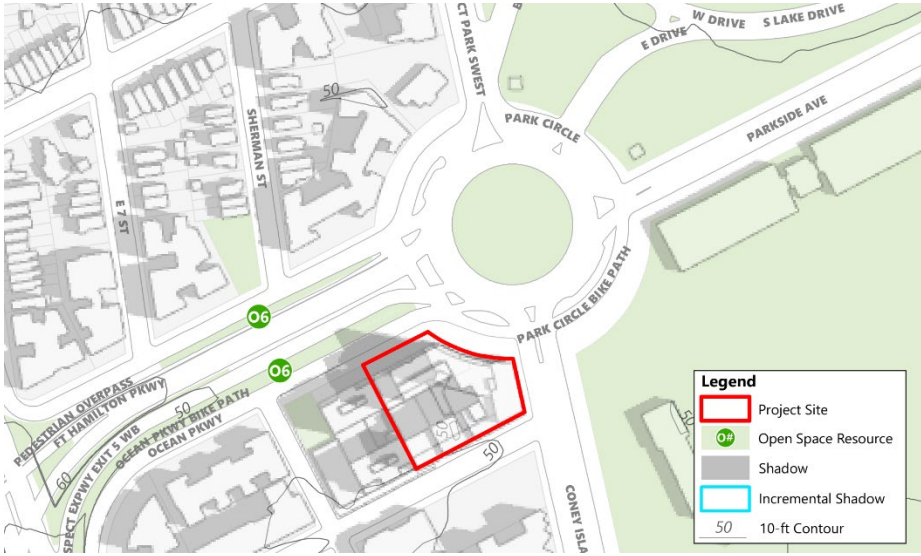 W DRIVE
S LAKE DRIVE
E DRIVE
CT PARK SWEST
50
SHERMAN ST
PARK CIRCLE
PARKSIDE AVE
E 7 ST
O6
PARK CIRCLE BIKE PATH
O6
PEDESTRIAN OVERPASS
FT HAMILTON PKWY
50
OCEAN PKWY BIKE PATH
OCEAN PKWY
SPECT EXPWY EXIT 5 WB
60
50
50
CONEY ISLA
50
Legend
Project Site
O# Open Space Resource
Shadow
Incremental Shadow
50 10-ft Contour